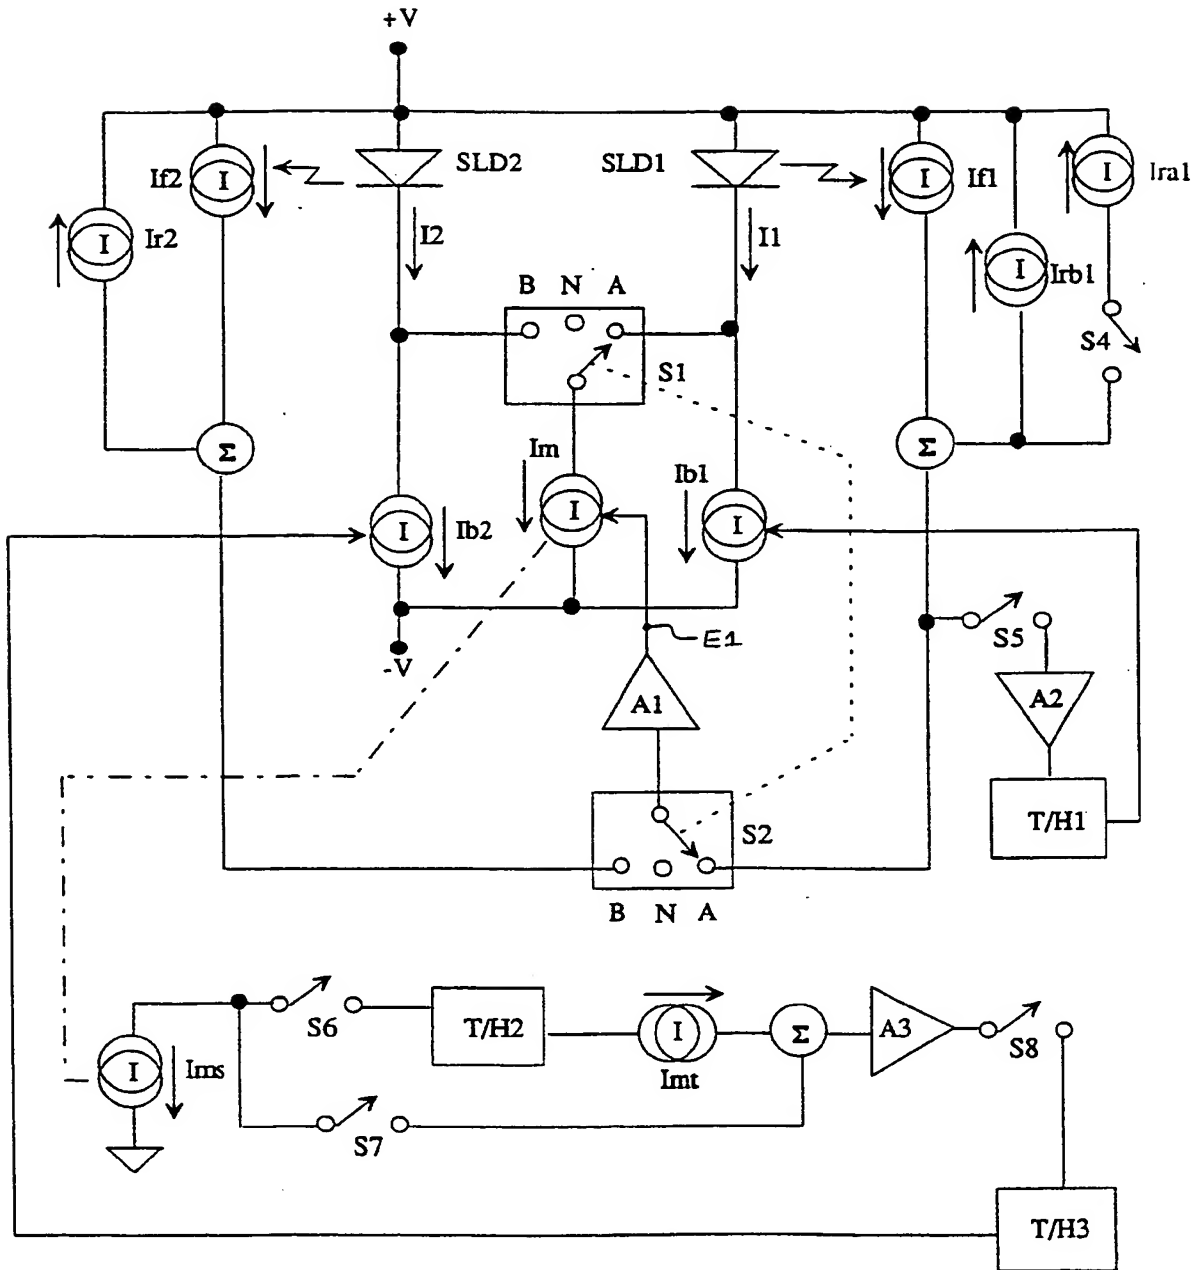 +V
If2 I SLD2 SLD1 I If1 I Ira1
I Ir2 I2 I1 I Irb1
B N A
S1 S4
Σ Im Ib1 Σ
I Ib2 I I
E1 S5
-V
A1 A2
S2 T/H1
B N A
S6 T/H2 I Σ A3 S8
I Ims Imt
S7
T/H3